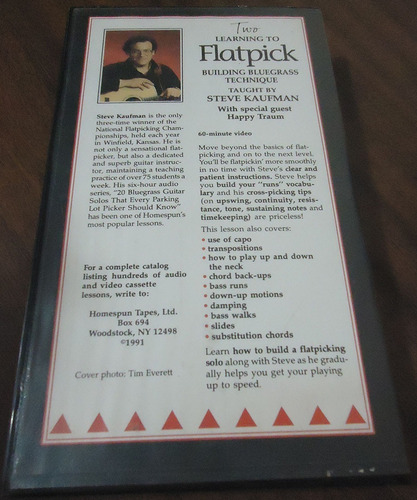 Two
LEARNING TO
Flatpick
BUILDING BLUEGRASS
TECHNIQUE
TAUGHT BY
STEVE KAUFMAN
With special guest
Happy Traum
Steve Kaufman is the only
three-time winner of the
National Flatpicking Cham-
pionships, held each year
in Winfield, Kansas. He is
not only a sensational flat-
picker, but also a dedicated
and superb guitar instruc-
tor, maintaining a teaching
practice of over 75 students a
week. His six-hour audio
series, "20 Bluegrass Guitar
Solos That Every Parking
Lot Picker Should Know"
has been one of Homespun's
most popular lessons.
For a complete catalog
listing hundreds of audio
and video cassette
lessons, write to:
Homespun Tapes, Ltd.
Box 694
Woodstock, NY 12498
©1991
Cover photo: Tim Everett
60-minute video
Move beyond the basics of flat-
picking and on to the next level.
You'll be flatpickin' more smoothly
in no time with Steve's clear and
patient instructions. Steve helps
you build your "runs" vocabu-
lary and his cross-picking tips
(on upswing, continuity, resis-
tance, tone, sustaining notes and
timekeeping) are priceless!
This lesson also covers:
• use of capo
• transpositions
• how to play up and down
the neck
• chord back-ups
• bass runs
• down-up motions
• damping
• bass walks
• slides
• substitution chords
Learn how to build a flatpicking
solo along with Steve as he gradu-
ally helps you get your playing
up to speed.